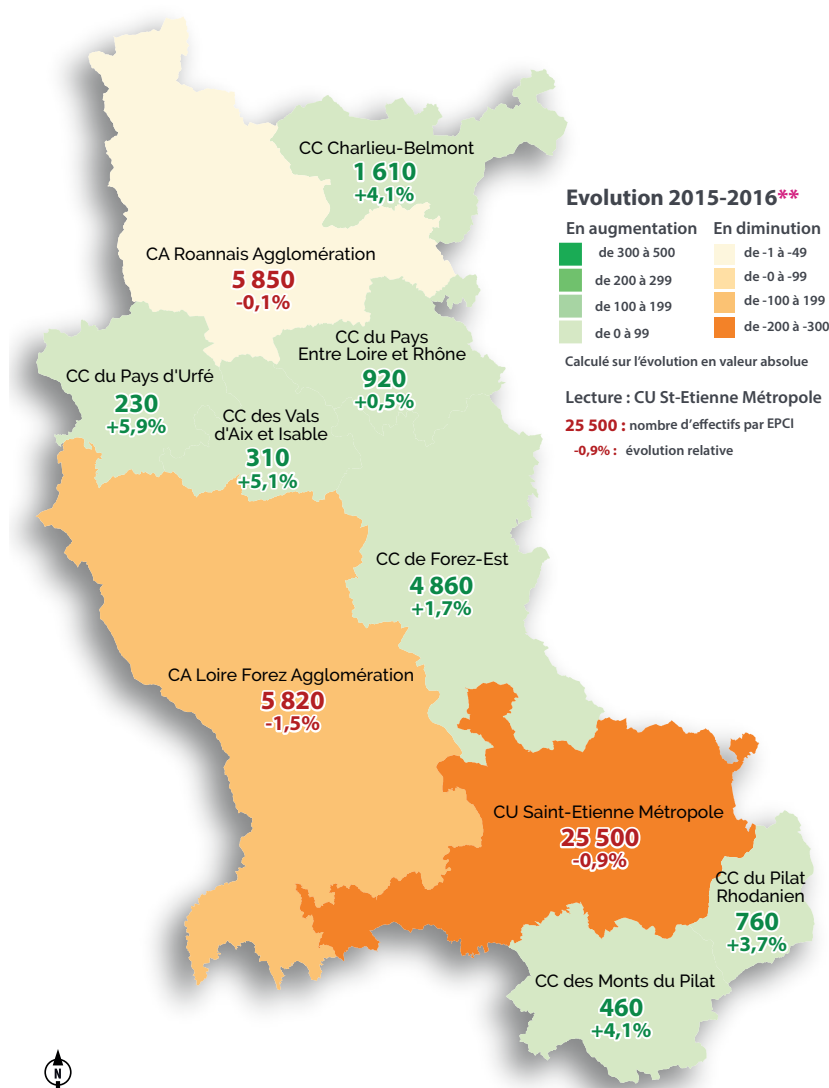 CC Charlieu-Belmont
1 610
+4,1%
CA Roannais Agglomération
5 850
-0,1%
CC du Pays
Entre Loire et Rhône
920
+0,5%
CC du Pays d'Urfé
230
+5,9%
CC des Vals
d'Aix et Isable
310
+5,1%
CC de Forez-Est
4 860
+1,7%
CA Loire Forez Agglomération
5 820
-1,5%
CU Saint-Etienne Métropole
25 500
-0,9%
CC du Pilat
Rhodanien
760
+3,7%
CC des Monts du Pilat
460
+4,1%
Evolution 2015-2016**
En augmentation
de 300 à 500
de 200 à 299
de 100 à 199
de 0 à 99
En diminution
de -1 à -49
de -0 à -99
de -100 à 199
de -200 à -300
Calculé sur l'évolution en valeur absolue
Lecture : CU St-Etienne Métropole
25 500 : nombre d'effectifs par EPCI
-0,9% : évolution relative
N